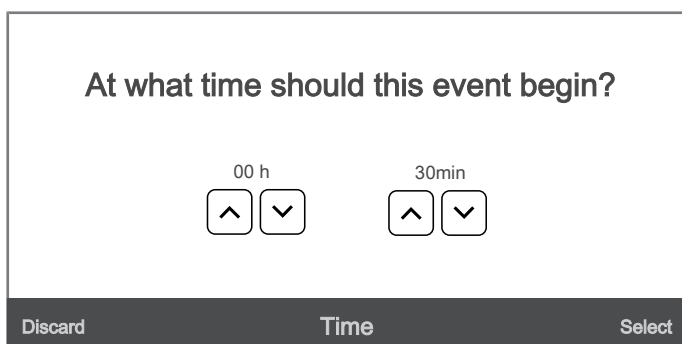 At what time should this event begin?
00 h 30min
Discard Time Select